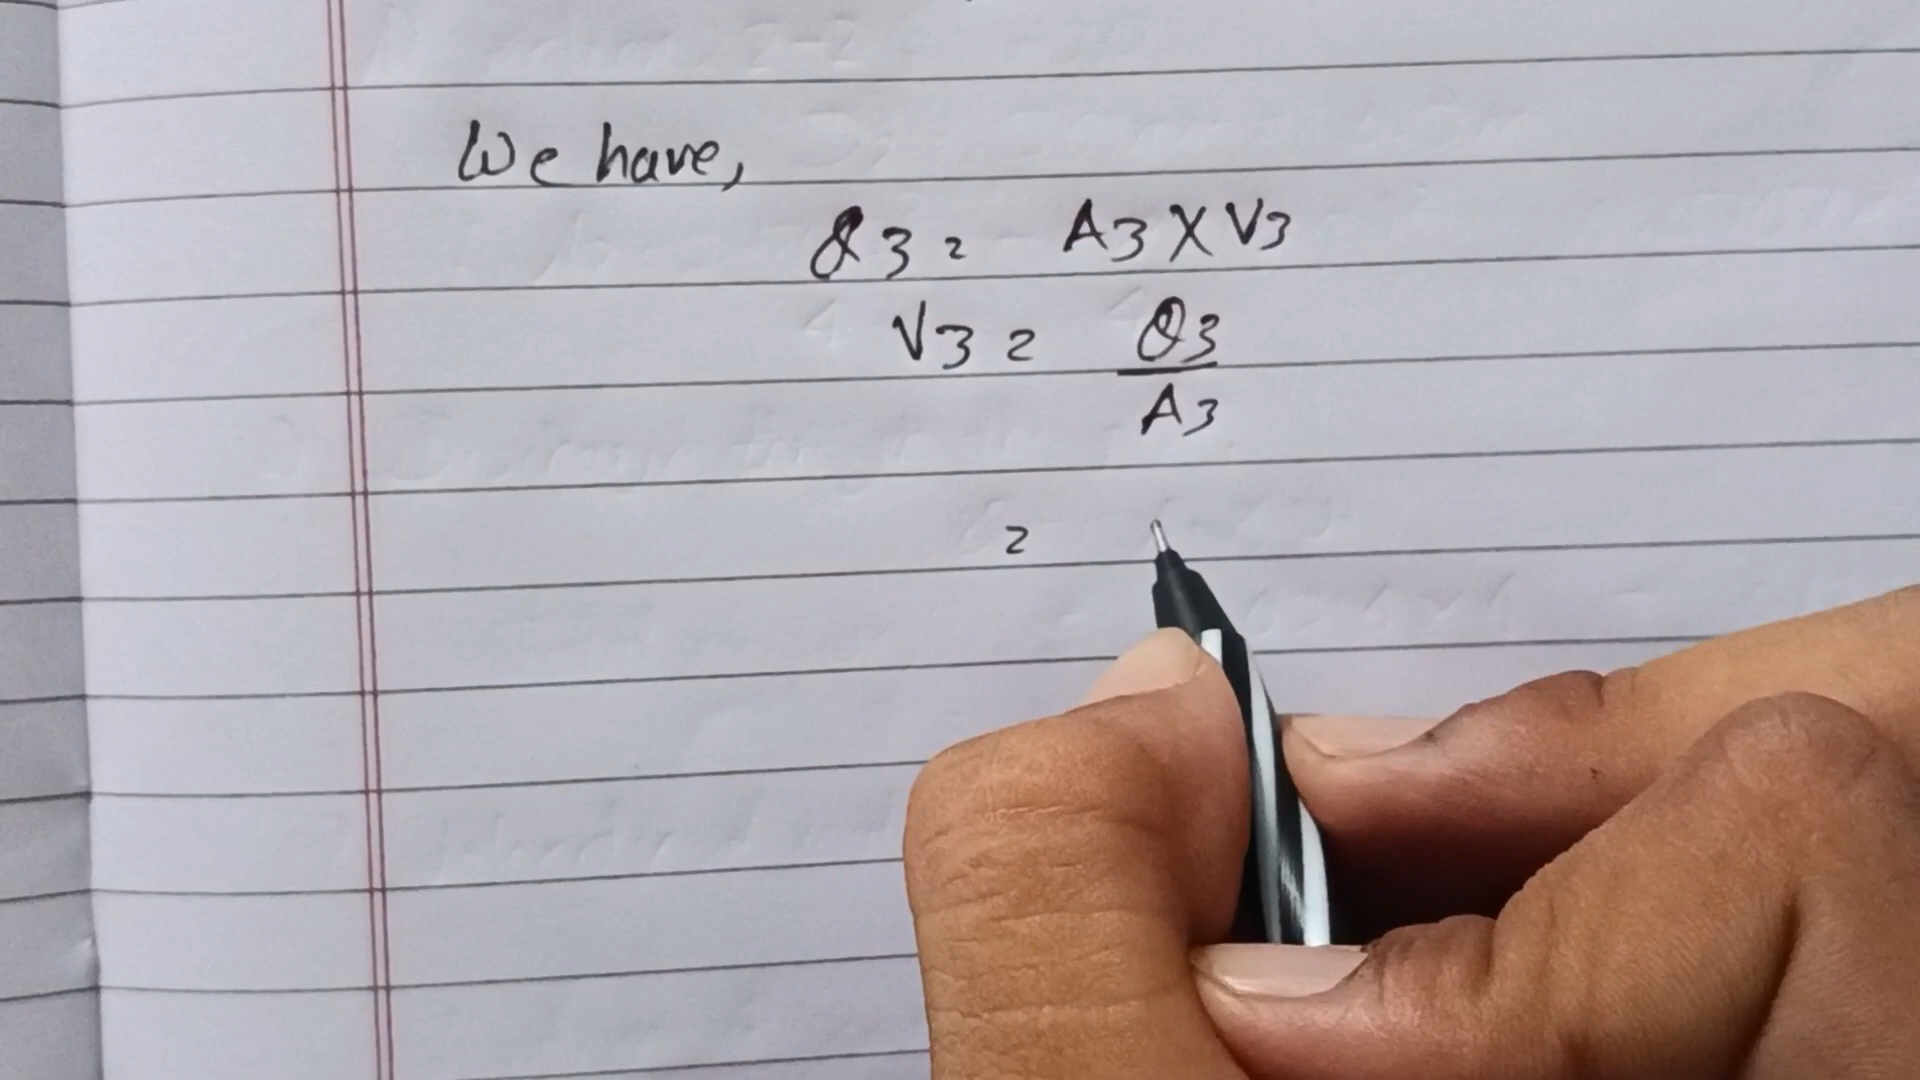 We have,
Q3 = A3 X V3
V3 = Q3
A3
=